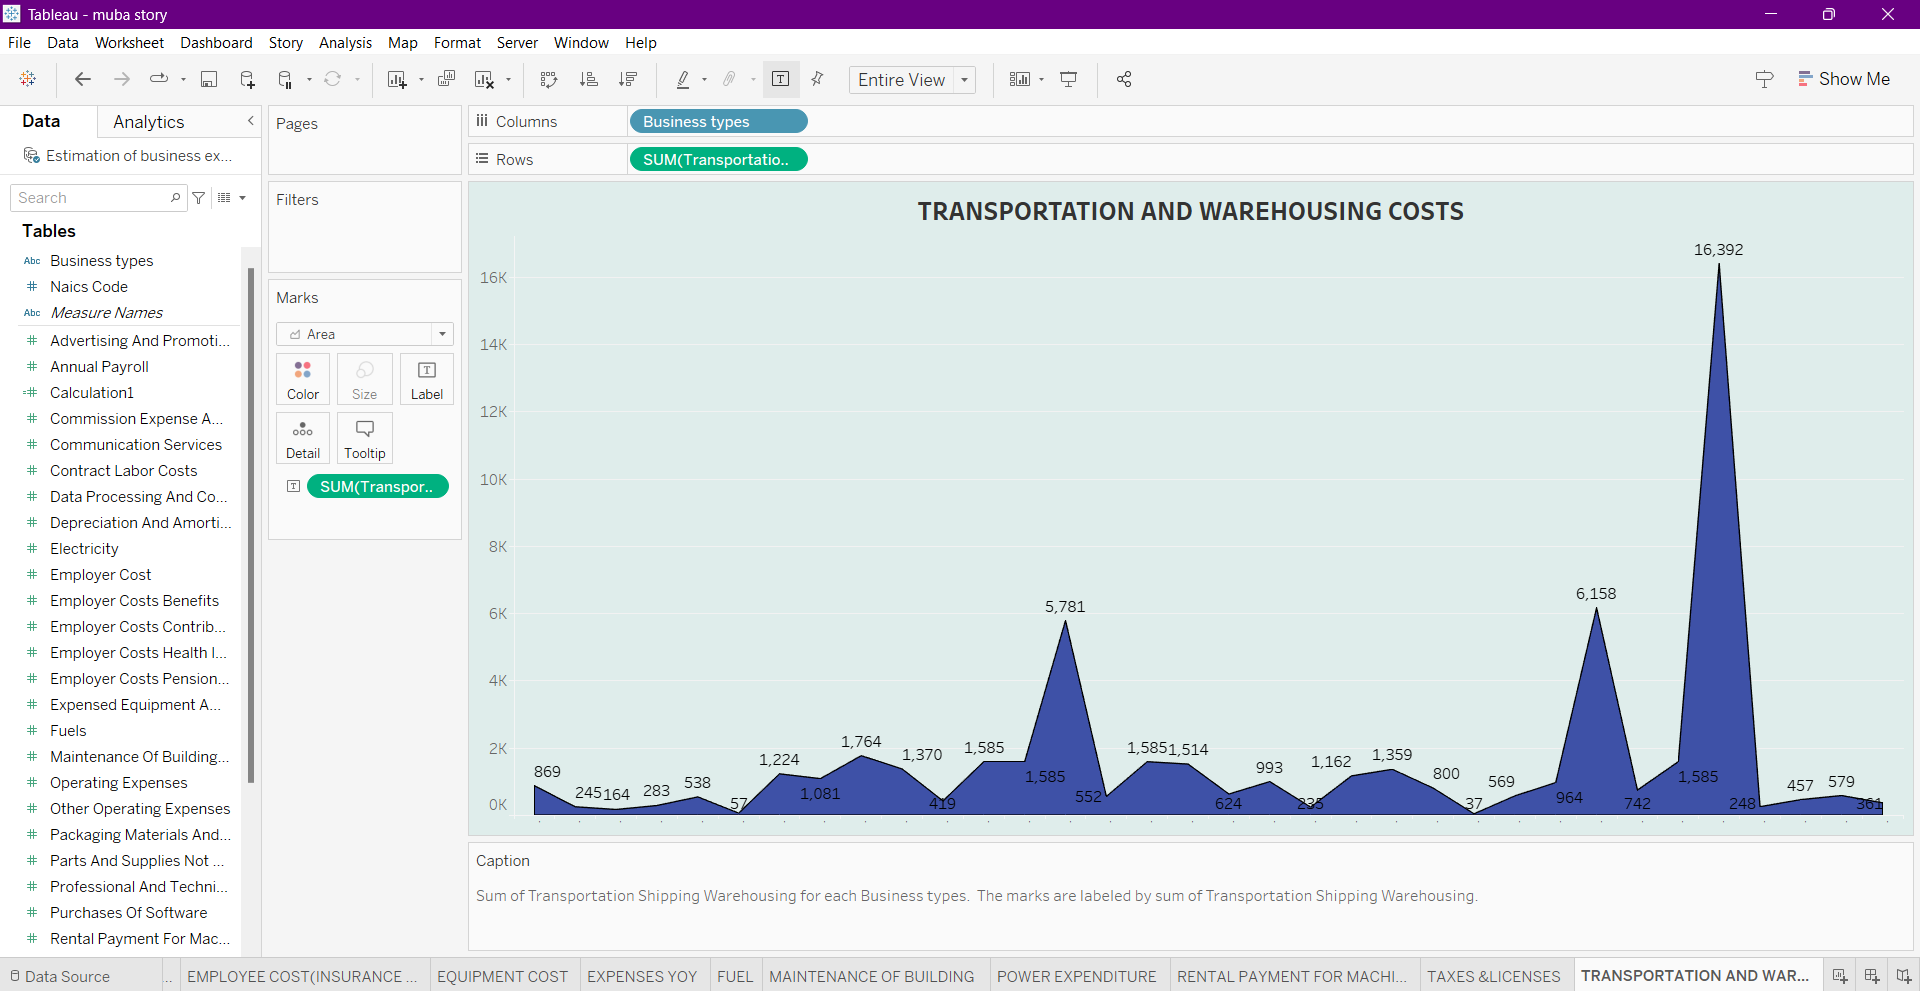 Tableau - muba story
File Data Worksheet Dashboard Story Analysis Map Format Server Window Help
Entire View
Show Me
Data
Analytics
Estimation of business ex...
Search
Tables
Abc Business types
# Naics Code
Abc Measure Names
# Advertising And Promoti...
# Annual Payroll
=# Calculation1
# Commission Expense A...
# Communication Services
# Contract Labor Costs
# Data Processing And Co...
# Depreciation And Amorti...
# Electricity
# Employer Cost
# Employer Costs Benefits
# Employer Costs Contrib...
# Employer Costs Health I...
# Employer Costs Pension...
# Expensed Equipment A...
# Fuels
# Maintenance Of Building...
# Operating Expenses
# Other Operating Expenses
# Packaging Materials And...
# Parts And Supplies Not ...
# Professional And Techni...
# Purchases Of Software
# Rental Payment For Mac...
Pages
Filters
Marks
Area
Color
Size
Label
Detail
Tooltip
SUM(Transpor..
Columns
Business types
Rows
SUM(Transportatio..
TRANSPORTATION AND WAREHOUSING COSTS
16K
14K
12K
10K
8K
6K
4K
2K
0K
869
245
164
283
538
57
1,224
1,081
1,764
1,370
419
1,585
1,585
5,781
552
1,585
1,514
624
993
235
1,162
1,359
800
37
569
964
6,158
742
1,585
16,392
248
457
579
361
Caption
Sum of Transportation Shipping Warehousing for each Business types. The marks are labeled by sum of Transportation Shipping Warehousing.
Data Source
..
EMPLOYEE COST(INSURANCE ...
EQUIPMENT COST
EXPENSES YOY
FUEL
MAINTENANCE OF BUILDING
POWER EXPENDITURE
RENTAL PAYMENT FOR MACHI...
TAXES &LICENSES
TRANSPORTATION AND WAR...